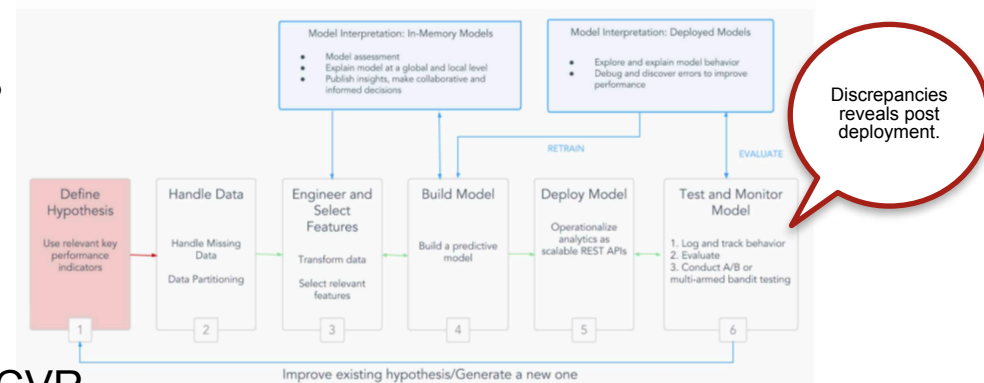 Model Interpretation: In-Memory Models
● Model assessment
● Explain model at a global and local level
● Publish insights, make collaborative and
informed decisions
Model Interpretation: Deployed Models
● Explore and explain model behavior
● Debug and discover errors to improve
performance
Discrepancies
reveals post
deployment.
RETRAIN
EVALUATE
Define
Hypothesis
Use relevant key
performance
indicators
1
Handle Data
Handle Missing
Data
Data Partitioning
2
Engineer and
Select
Features
Transform data
Select relevant
features
3
Build Model
Build a predictive
model
4
Deploy Model
Operationalize
analytics as
scalable REST APIs
5
Test and Monitor
Model
1. Log and track behavior
2. Evaluate
3. Conduct A/B or
multi-armed bandit testing
6
Improve existing hypothesis/Generate a new one
CVR